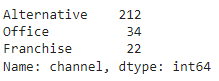 Alternative    212
Office          34
Franchise       22
Name: channel, dtype: int64